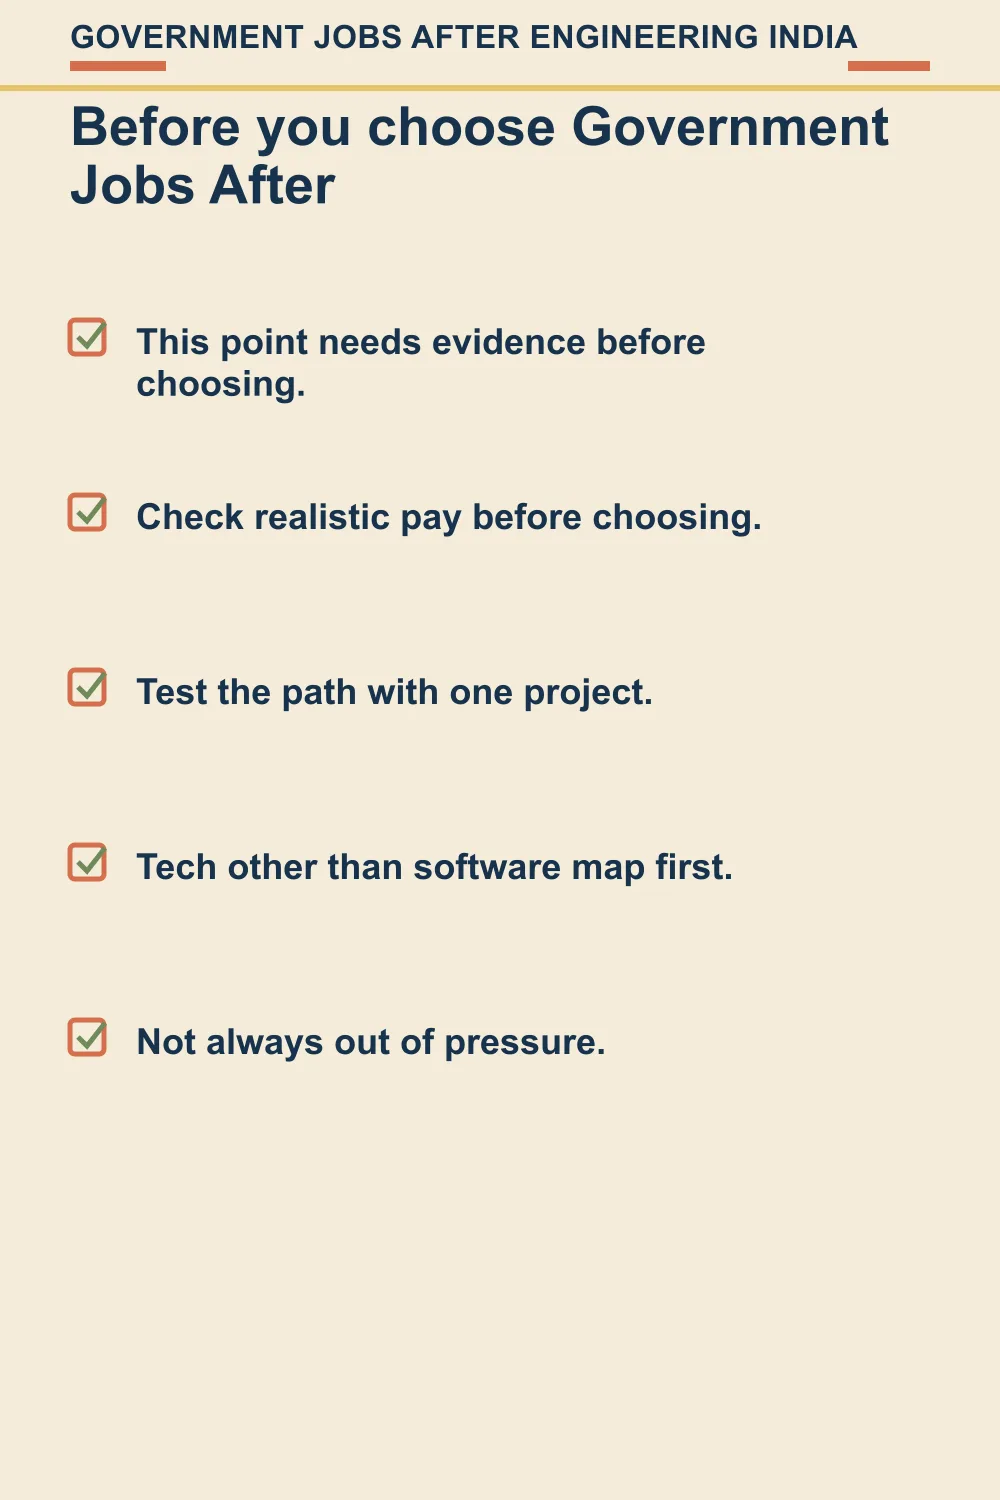 GOVERNMENT JOBS AFTER ENGINEERING INDIA
Before you choose Government
Jobs After
This point needs evidence before
choosing.
Check realistic pay before choosing.
Test the path with one project.
Tech other than software map first.
Not always out of pressure.